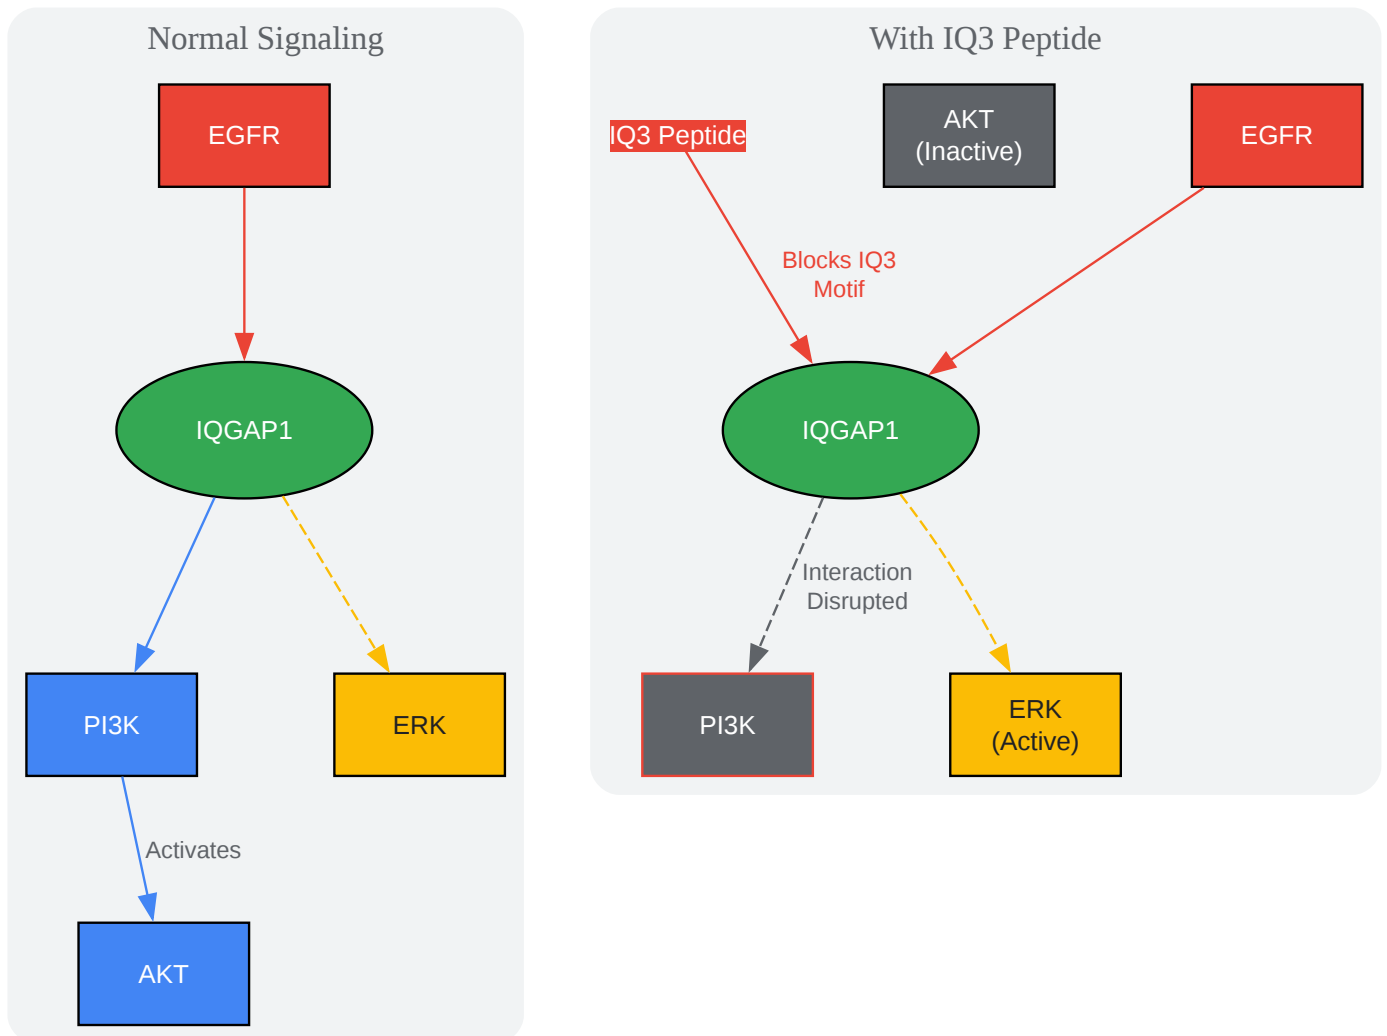 Normal Signaling
EGFR
IQGAP1
PI3K
ERK
Activates
AKT
With IQ3 Peptide
IQ3 Peptide
AKT
(Inactive)
EGFR
Blocks IQ3
Motif
IQGAP1
Interaction
Disrupted
PI3K
ERK
(Active)